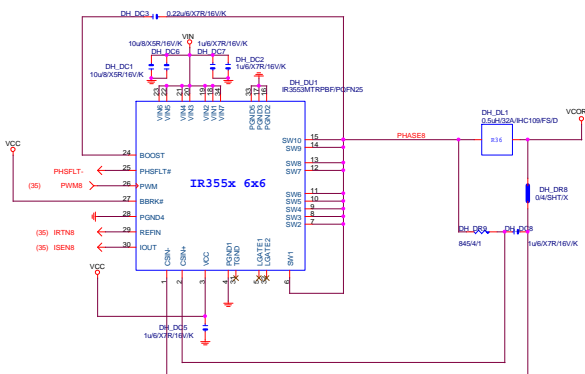 DH_DC3 0.22u/6/X7R/16V/K
VIN
10u/8/X5R/16V/K 1u/6/X7R/16V/K
DH_DC6 DH_DC7
DH_DC1 DH_DC2
10u/8/X5R/16V/K 1u/6/X7R/16V/K
DH_DU1
IR3553MTRPBF/PQFN25
23 22 21 20 19 1 18 34 33 17 16
VIN6 VIN5 VIN4 VIN3 VIN2 VIN1 VIN7 PGND5 PGND3 PGND2
DH_DL1
0.5uH/32A/IHC109/FS/D
R36
VCOR
VCC
PHASE8
24 BOOST
PHSFLT- 25 PHSFLT#
(35) PWM8 26 PWM
27 BBRK#
28 PGND4
(35) IRTN8 29 REFIN
(35) ISEN8 30 IOUT
IR355x 6x6
SW10 15
SW9 14
SW8 13
SW7 12
SW6 11
SW5 10
SW4 9
SW3 8
SW2 7
DH_DR8
0/4/SHT/X
DH_DR9 DH_DC8
845/4/1 1u/6/X7R/16V/K
CSIN- CSIN+ VCC PGND1 TGND LGATE1 LGATE2 SW1
1 2 3 4 31 5 6
VCC
DH_DC5
1u/6/X7R/16V/K